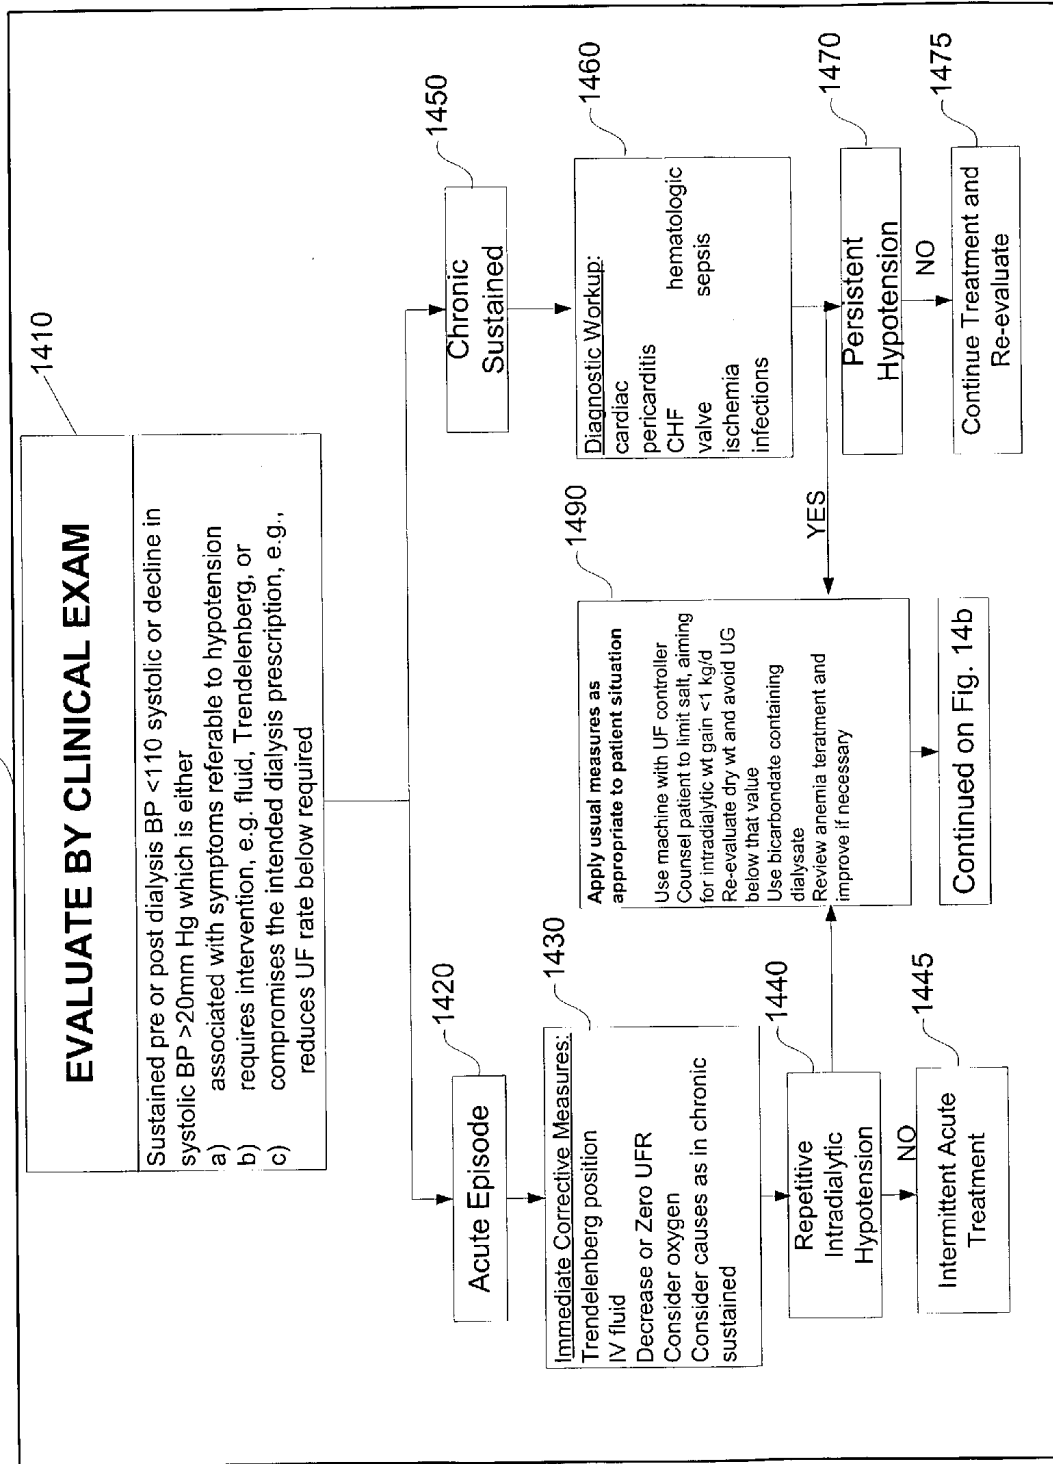 EVALUATE BY CLINICAL EXAM
1410
Sustained pre or post dialysis BP <110 systolic or decline in
systolic BP >20mm Hg which is either
a) associated with symptoms referable to hypotension
b) requires intervention, e.g. fluid, Trendelenberg, or
c) compromises the intended dialysis prescription, e.g.,
reduces UF rate below required
Acute Episode
1420
Immediate Corrective Measures:
Trendelenberg position
IV fluid
Decrease or Zero UFR
Consider oxygen
Consider causes as in chronic
sustained
1430
Repetitive
Intradialytic
Hypotension
1440
NO
Intermittent Acute
Treatment
1445
Apply usual measures as
appropriate to patient situation
1490
Use machine with UF controller
Counsel patient to limit salt, aiming
for intradialytic wt gain <1 kg/d
Re-evaluate dry wt and avoid UG
below that value
Use bicarbondate containing
dialysate
Review anemia teratment and
improve if necessary
Continued on Fig. 14b
Chronic
Sustained
1450
Diagnostic Workup:
cardiac
pericarditis
CHF hematologic
valve sepsis
ischemia
infections
1460
YES
Persistent
Hypotension
1470
NO
Continue Treatment and
Re-evaluate
1475